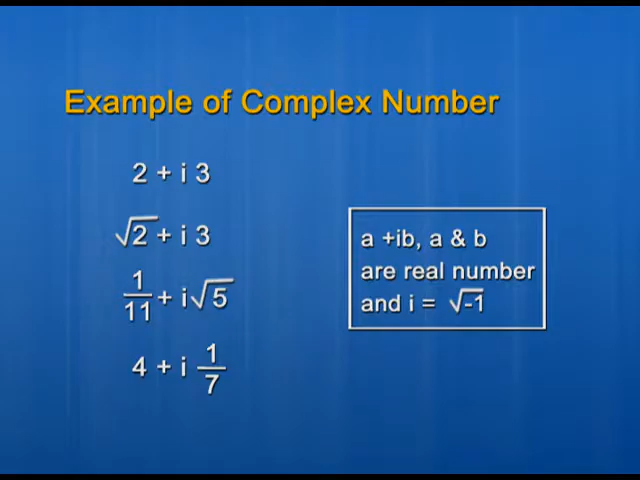 Example of Complex Number
2 + i 3
√2 + i 3
1/11 + i√5
4 + i 1/7
a +ib, a & b
are real number
and i = √-1